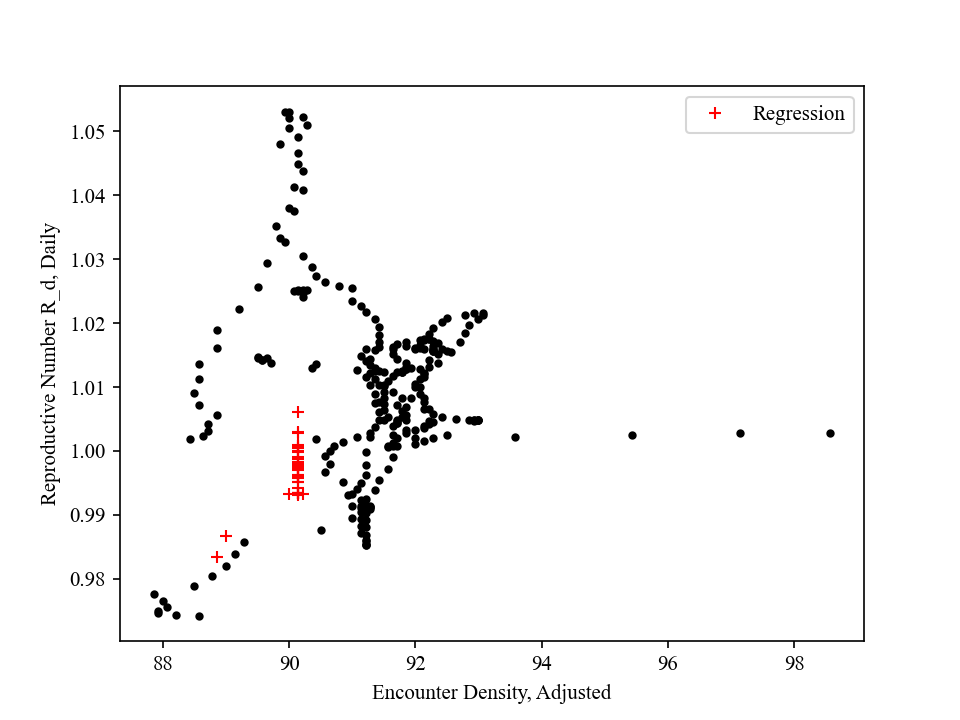 Regression
1.05
1.04
1.03
1.02
1.01
1.00
0.99
0.98
Reproductive Number R_d, Daily
88 90 92 94 96 98
Encounter Density, Adjusted